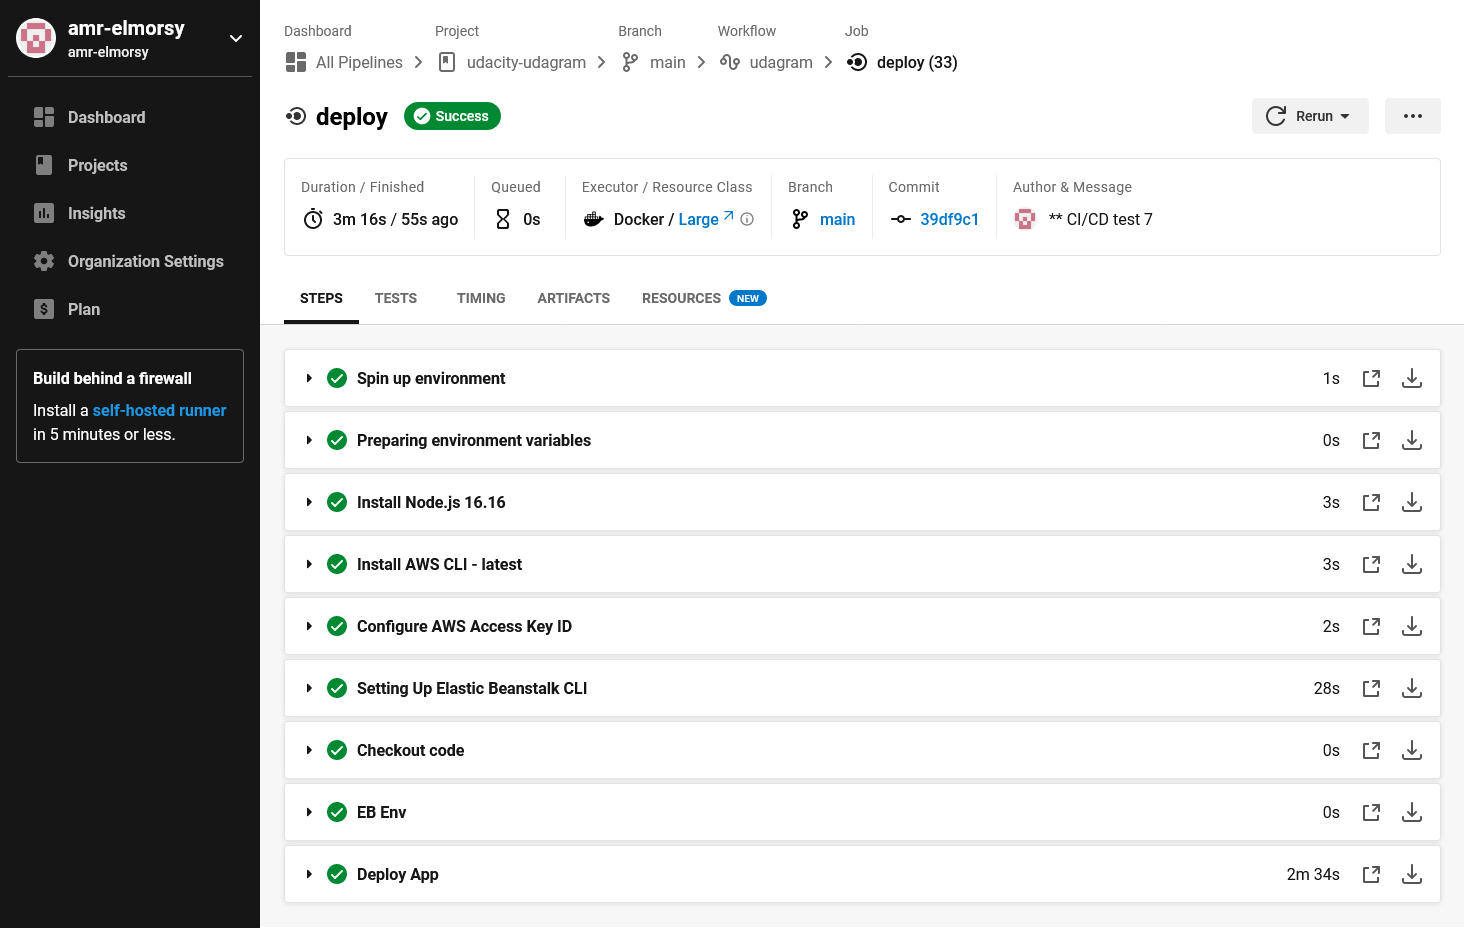 amr-elmorsy
amr-elmorsy
Dashboard
Projects
Insights
Organization Settings
Plan
Build behind a firewall
Install a self-hosted runner
in 5 minutes or less.
Dashboard Project Branch Workflow Job
All Pipelines udacity-udagram main udagram deploy (33)
deploy Success Rerun
Duration / Finished Queued Executor / Resource Class Branch Commit Author & Message
3m 16s / 55s ago 0s Docker / Large main 39df9c1 ** CI/CD test 7
STEPS TESTS TIMING ARTIFACTS RESOURCES NEW
Spin up environment 1s
Preparing environment variables 0s
Install Node.js 16.16 3s
Install AWS CLI - latest 3s
Configure AWS Access Key ID 2s
Setting Up Elastic Beanstalk CLI 28s
Checkout code 0s
EB Env 0s
Deploy App 2m 34s